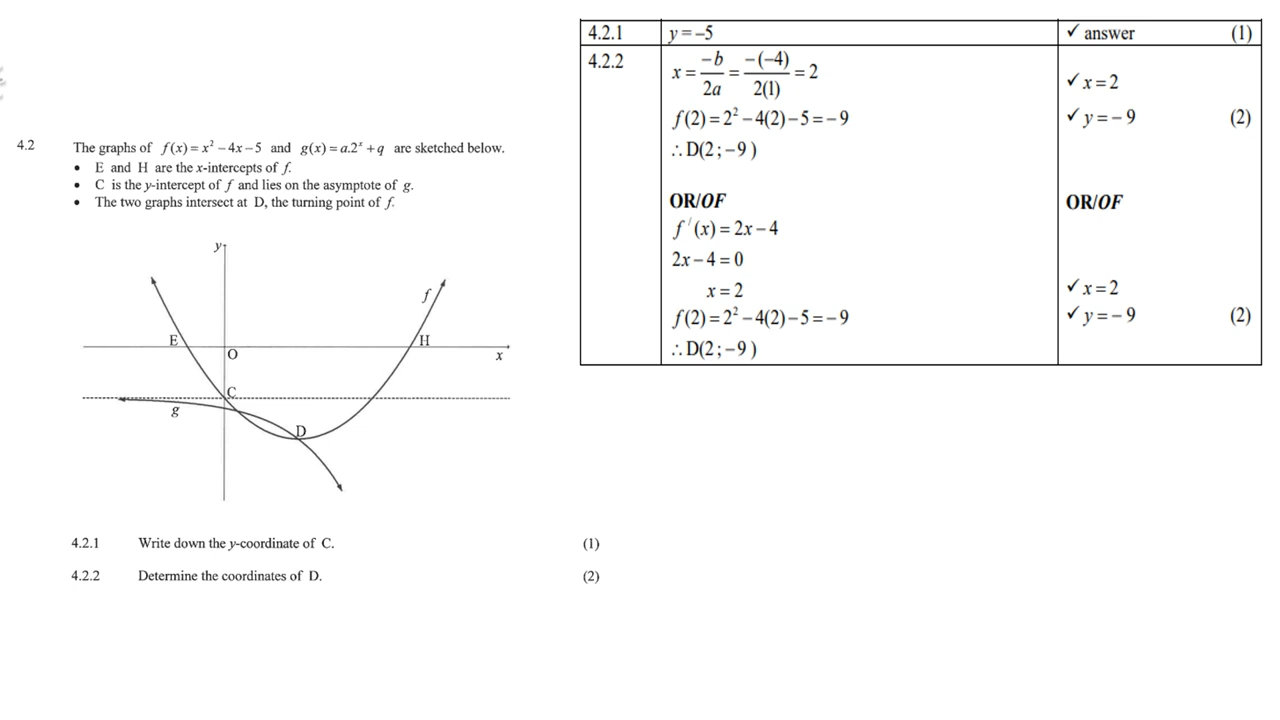 4.2 The graphs of f(x) = x² – 4x – 5 and g(x) = a.2ˣ + q are sketched below.
• E and H are the x-intercepts of f.
• C is the y-intercept of f and lies on the asymptote of g.
• The two graphs intersect at D, the turning point of f.
y
f
E
H
O
x
C
g
D
4.2.1 Write down the y-coordinate of C. (1)
4.2.2 Determine the coordinates of D. (2)
4.2.1 y = –5 ✓ answer (1)
4.2.2 x = –b/2a = –(–4)/2(1) = 2 ✓ x = 2
f(2) = 2² – 4(2) – 5 = –9 ✓ y = –9 (2)
∴ D(2 ; –9)
OR/OF OR/OF
f ′(x) = 2x – 4
2x – 4 = 0
x = 2 ✓ x = 2
f(2) = 2² – 4(2) – 5 = –9 ✓ y = –9 (2)
∴ D(2 ; –9)